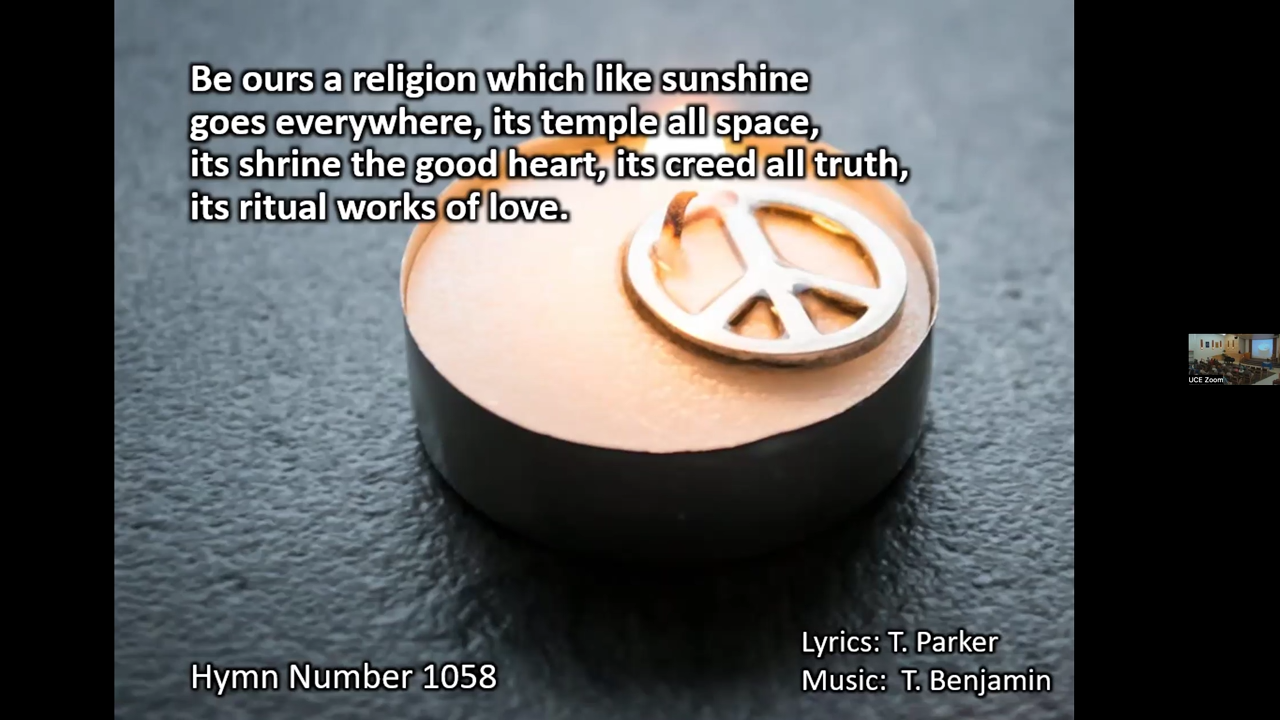 Be ours a religion which like sunshine
goes everywhere, its temple all space,
its shrine the good heart, its creed all truth,
its ritual works of love.
UCE Zoom
Hymn Number 1058
Lyrics: T. Parker
Music:  T. Benjamin